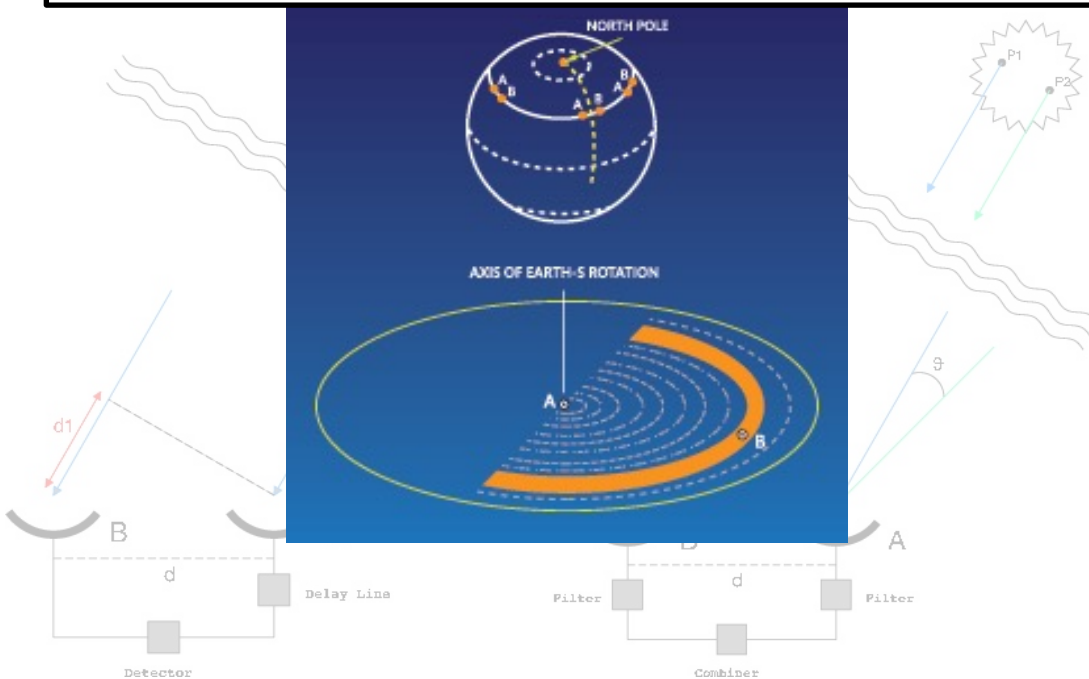 NORTH POLE
P1
A
B
B
A
A
B
P2
AXIS OF EARTH-S ROTATION
ϑ
A
d1
B
B
A
d
d
Delay Line
Filter
Filter
Detector
Combiner